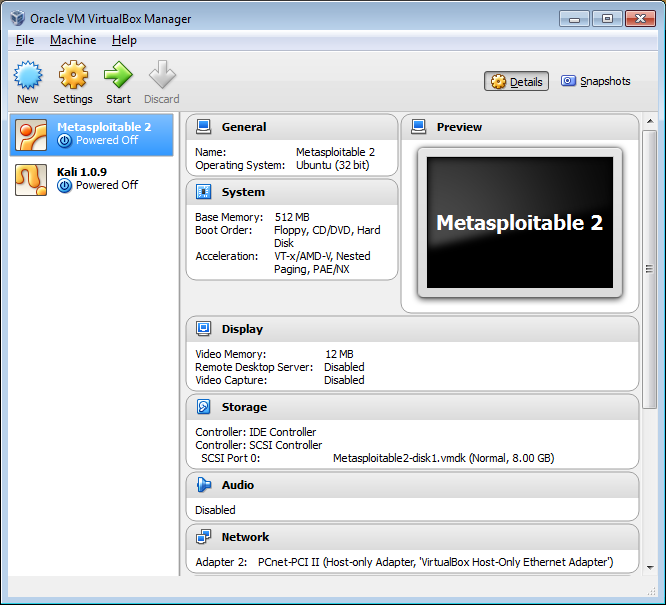 Oracle VM VirtualBox Manager
File Machine Help
New Settings Start Discard
Details Snapshots
Metasploitable 2
Powered Off
Kali 1.0.9
Powered Off
General
Name: Metasploitable 2
Operating System: Ubuntu (32 bit)
System
Base Memory: 512 MB
Boot Order: Floppy, CD/DVD, Hard
Disk
Acceleration: VT-x/AMD-V, Nested
Paging, PAE/NX
Preview
Metasploitable 2
Display
Video Memory: 12 MB
Remote Desktop Server: Disabled
Video Capture: Disabled
Storage
Controller: IDE Controller
Controller: SCSI Controller
SCSI Port 0: Metasploitable2-disk1.vmdk (Normal, 8.00 GB)
Audio
Disabled
Network
Adapter 2: PCnet-PCI II (Host-only Adapter, 'VirtualBox Host-Only Ethernet Adapter')